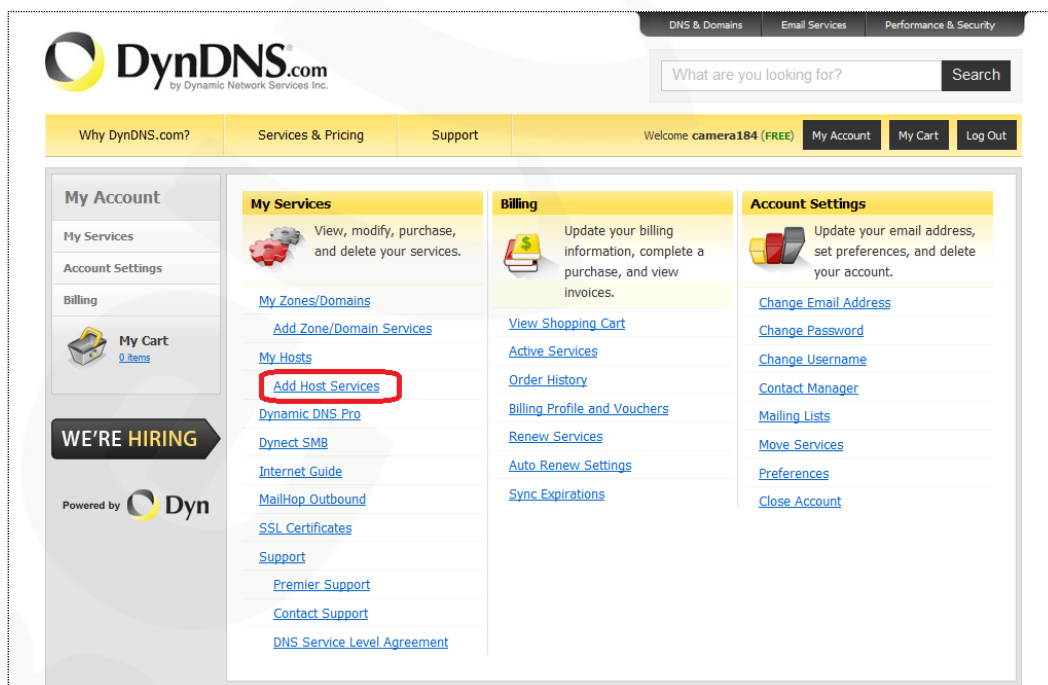 DNS & Domains Email Services Performance & Security
DynDNS.com
by Dynamic Network Services Inc.
What are you looking for? Search
Why DynDNS.com? Services & Pricing Support Welcome camera184 (FREE) My Account My Cart Log Out
My Account
My Services
Account Settings
Billing
My Cart
0 items
WE'RE HIRING
Powered by Dyn
My Services
View, modify, purchase,
and delete your services.
My Zones/Domains
Add Zone/Domain Services
My Hosts
Add Host Services
Dynamic DNS Pro
Dynect SMB
Internet Guide
MailHop Outbound
SSL Certificates
Support
Premier Support
Contact Support
DNS Service Level Agreement
Billing
Update your billing
information, complete a
purchase, and view
invoices.
View Shopping Cart
Active Services
Order History
Billing Profile and Vouchers
Renew Services
Auto Renew Settings
Sync Expirations
Account Settings
Update your email address,
set preferences, and delete
your account.
Change Email Address
Change Password
Change Username
Contact Manager
Mailing Lists
Move Services
Preferences
Close Account